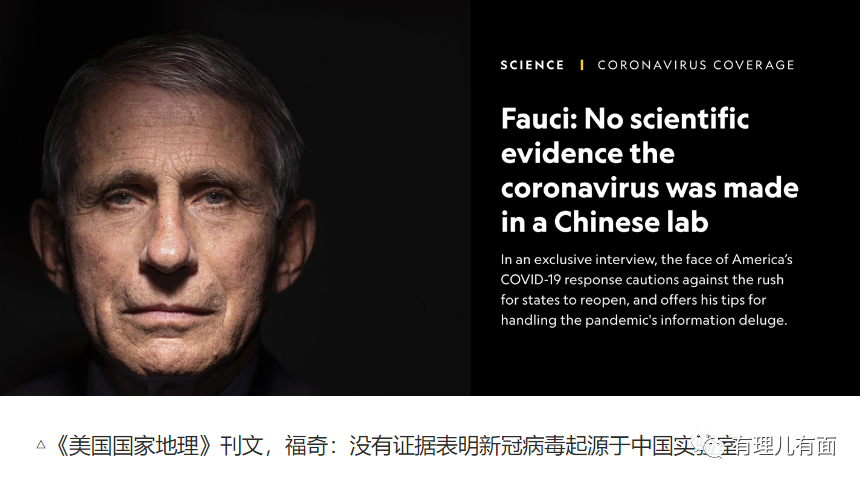 SCIENCE | CORONAVIRUS COVERAGE
Fauci: No scientific
evidence the
coronavirus was made
in a Chinese lab
In an exclusive interview, the face of America's
COVID-19 response cautions against the rush
for states to reopen, and offers his tips for
handling the pandemic's information deluge.
△《美国国家地理》刊文，福奇：没有证据表明新冠病毒起源于中国实验室
有理儿有面